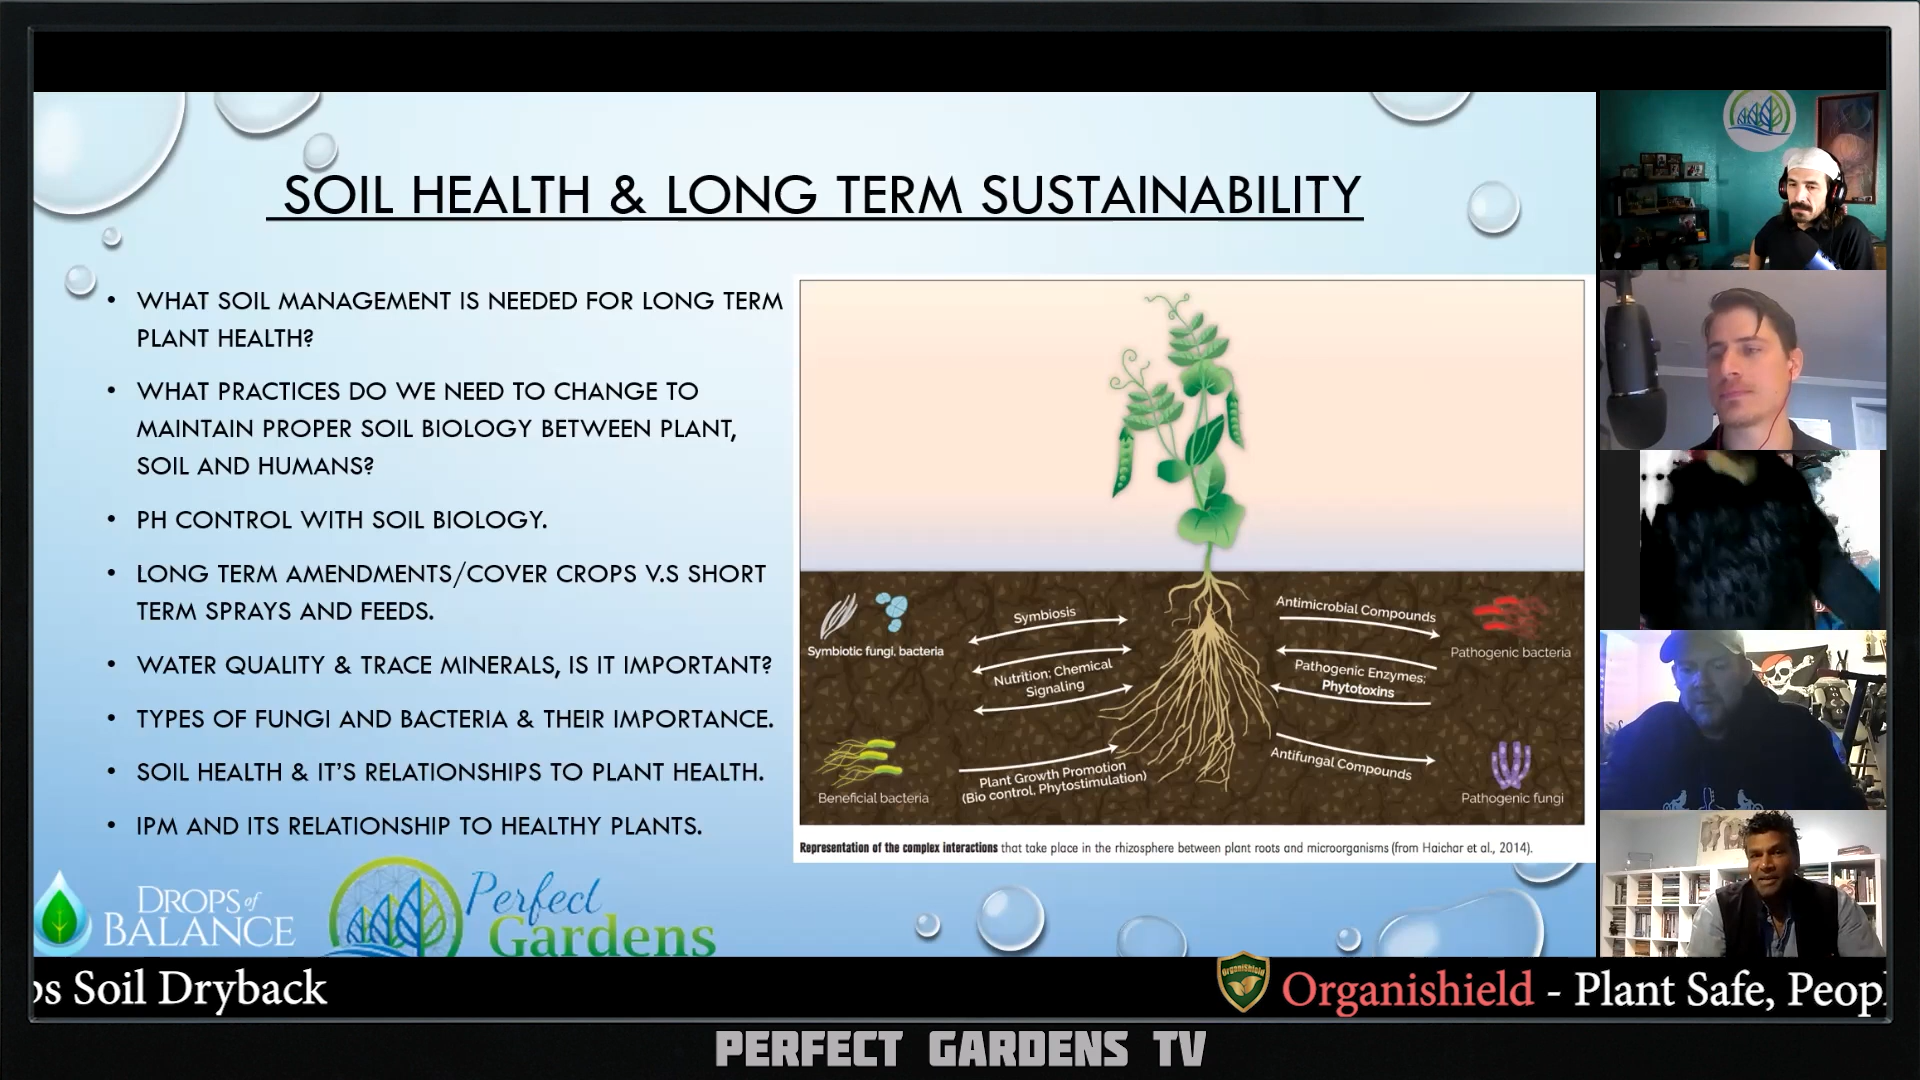 SOIL HEALTH & LONG TERM SUSTAINABILITY
• WHAT SOIL MANAGEMENT IS NEEDED FOR LONG TERM
PLANT HEALTH?
• WHAT PRACTICES DO WE NEED TO CHANGE TO
MAINTAIN PROPER SOIL BIOLOGY BETWEEN PLANT,
SOIL AND HUMANS?
• PH CONTROL WITH SOIL BIOLOGY.
• LONG TERM AMENDMENTS/COVER CROPS V.S SHORT
TERM SPRAYS AND FEEDS.
• WATER QUALITY & TRACE MINERALS, IS IT IMPORTANT?
• TYPES OF FUNGI AND BACTERIA & THEIR IMPORTANCE.
• SOIL HEALTH & IT'S RELATIONSHIPS TO PLANT HEALTH.
• IPM AND ITS RELATIONSHIP TO HEALTHY PLANTS.
Symbiotic fungi, bacteria
Symbiosis
Nutrition; Chemical
Signaling
Beneficial bacteria
Plant Growth Promotion
(Bio control, Phytostimulation)
Antimicrobial Compounds
Pathogenic bacteria
Pathogenic Enzymes;
Phytotoxins
Antifungal Compounds
Pathogenic fungi
Representation of the complex interactions that take place in the rhizosphere between plant roots and microorganisms (from Haichar et al., 2014).
DROPS of
BALANCE
Perfect
Gardens
ps Soil Dryback
OrganiShield
Organishield - Plant Safe, Peop
PERFECT GARDENS TV